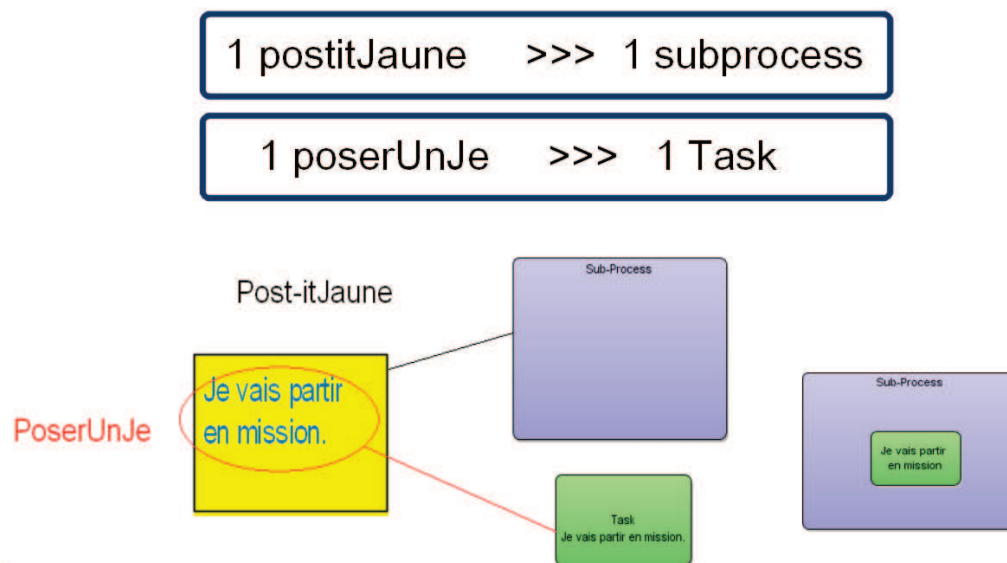 1 postitJaune >>> 1 subprocess
1 poserUnJe >>> 1 Task
Sub-Process
Post-itJaune
Je vais partir
en mission.
PoserUnJe
Sub-Process
Je vais partir
en mission
Task
Je vais partir en mission.